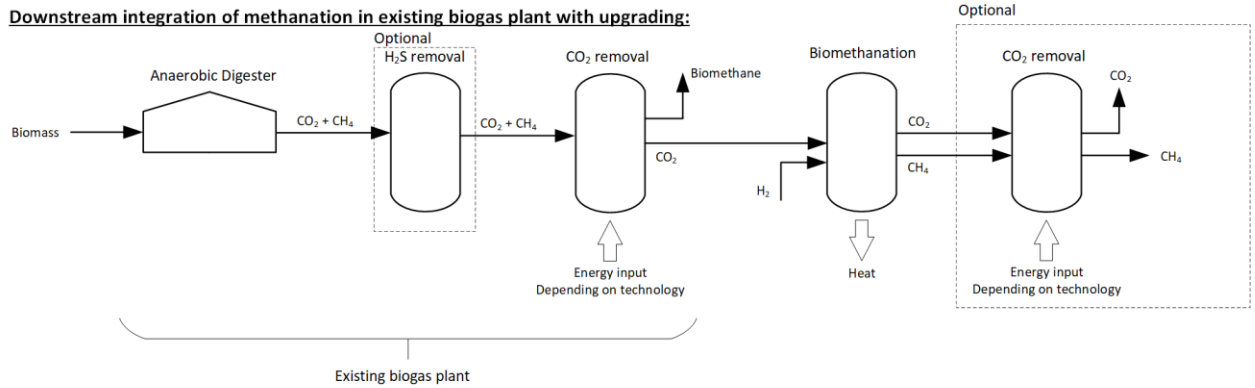 Downstream integration of methanation in existing biogas plant with upgrading:
Optional
H₂S removal
Anaerobic Digester
CO₂ removal
Biomethane
Biomethanation
Optional
CO₂ removal
CO₂
Biomass
CO₂ + CH₄
CO₂ + CH₄
CO₂
H₂
CO₂
CH₄
CH₄
Energy input
Depending on technology
Heat
Energy input
Depending on technology
Existing biogas plant